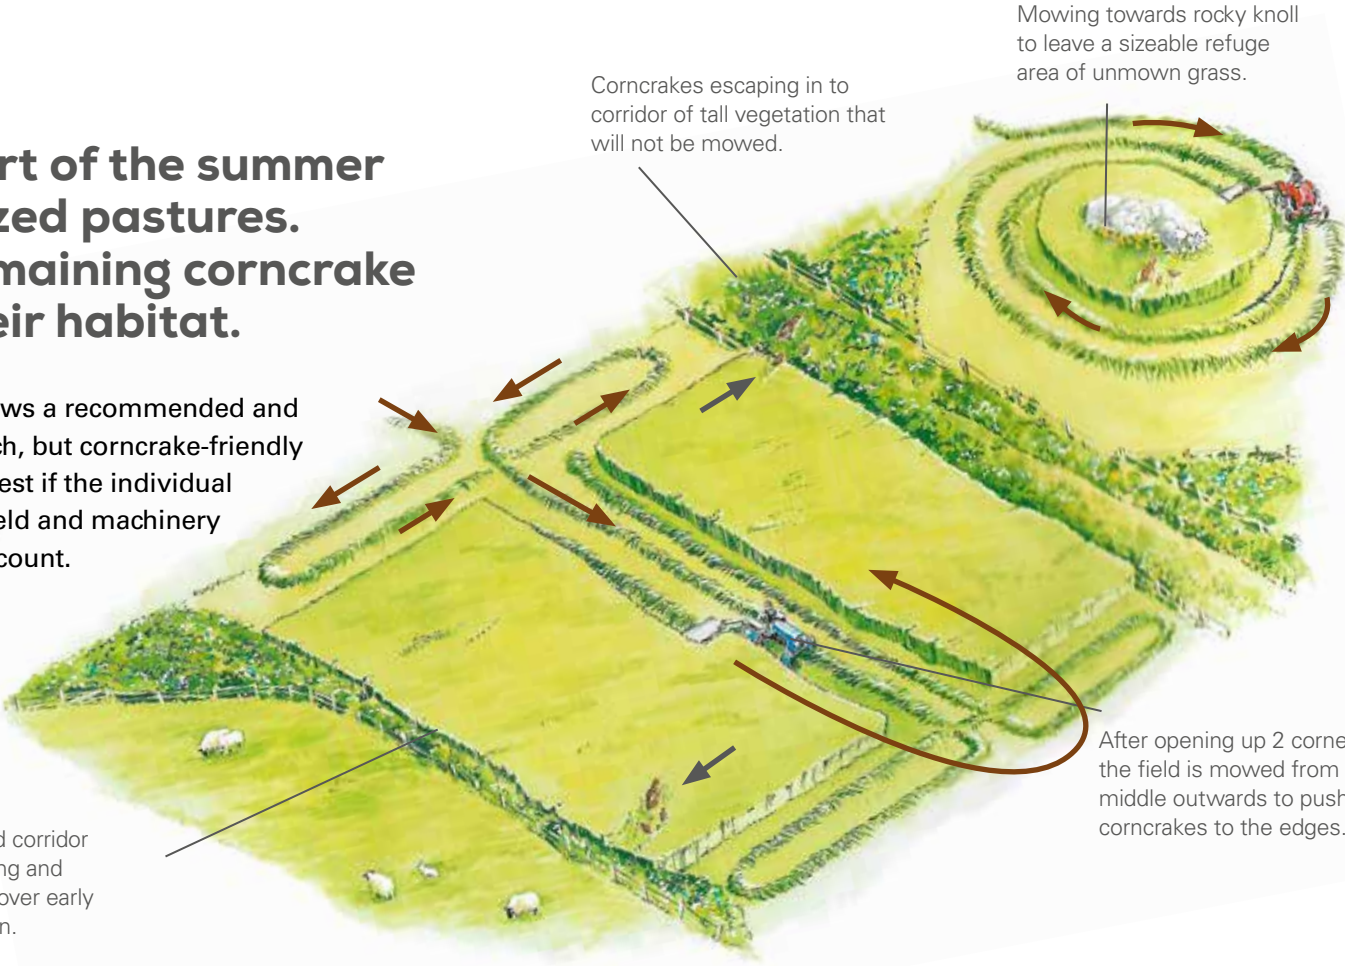 Mowing towards rocky knoll
to leave a sizeable refuge
area of unmown grass.
Corncrakes escaping in to
corridor of tall vegetation that
will not be mowed.
rt of the summer
zed pastures.
maining corncrake
eir habitat.
ws a recommended and
ch, but corncrake-friendly
est if the individual
eld and machinery
count.
After opening up 2 corne
the field is mowed from
middle outwards to push
corncrakes to the edges.
d corridor
ng and
over early
n.